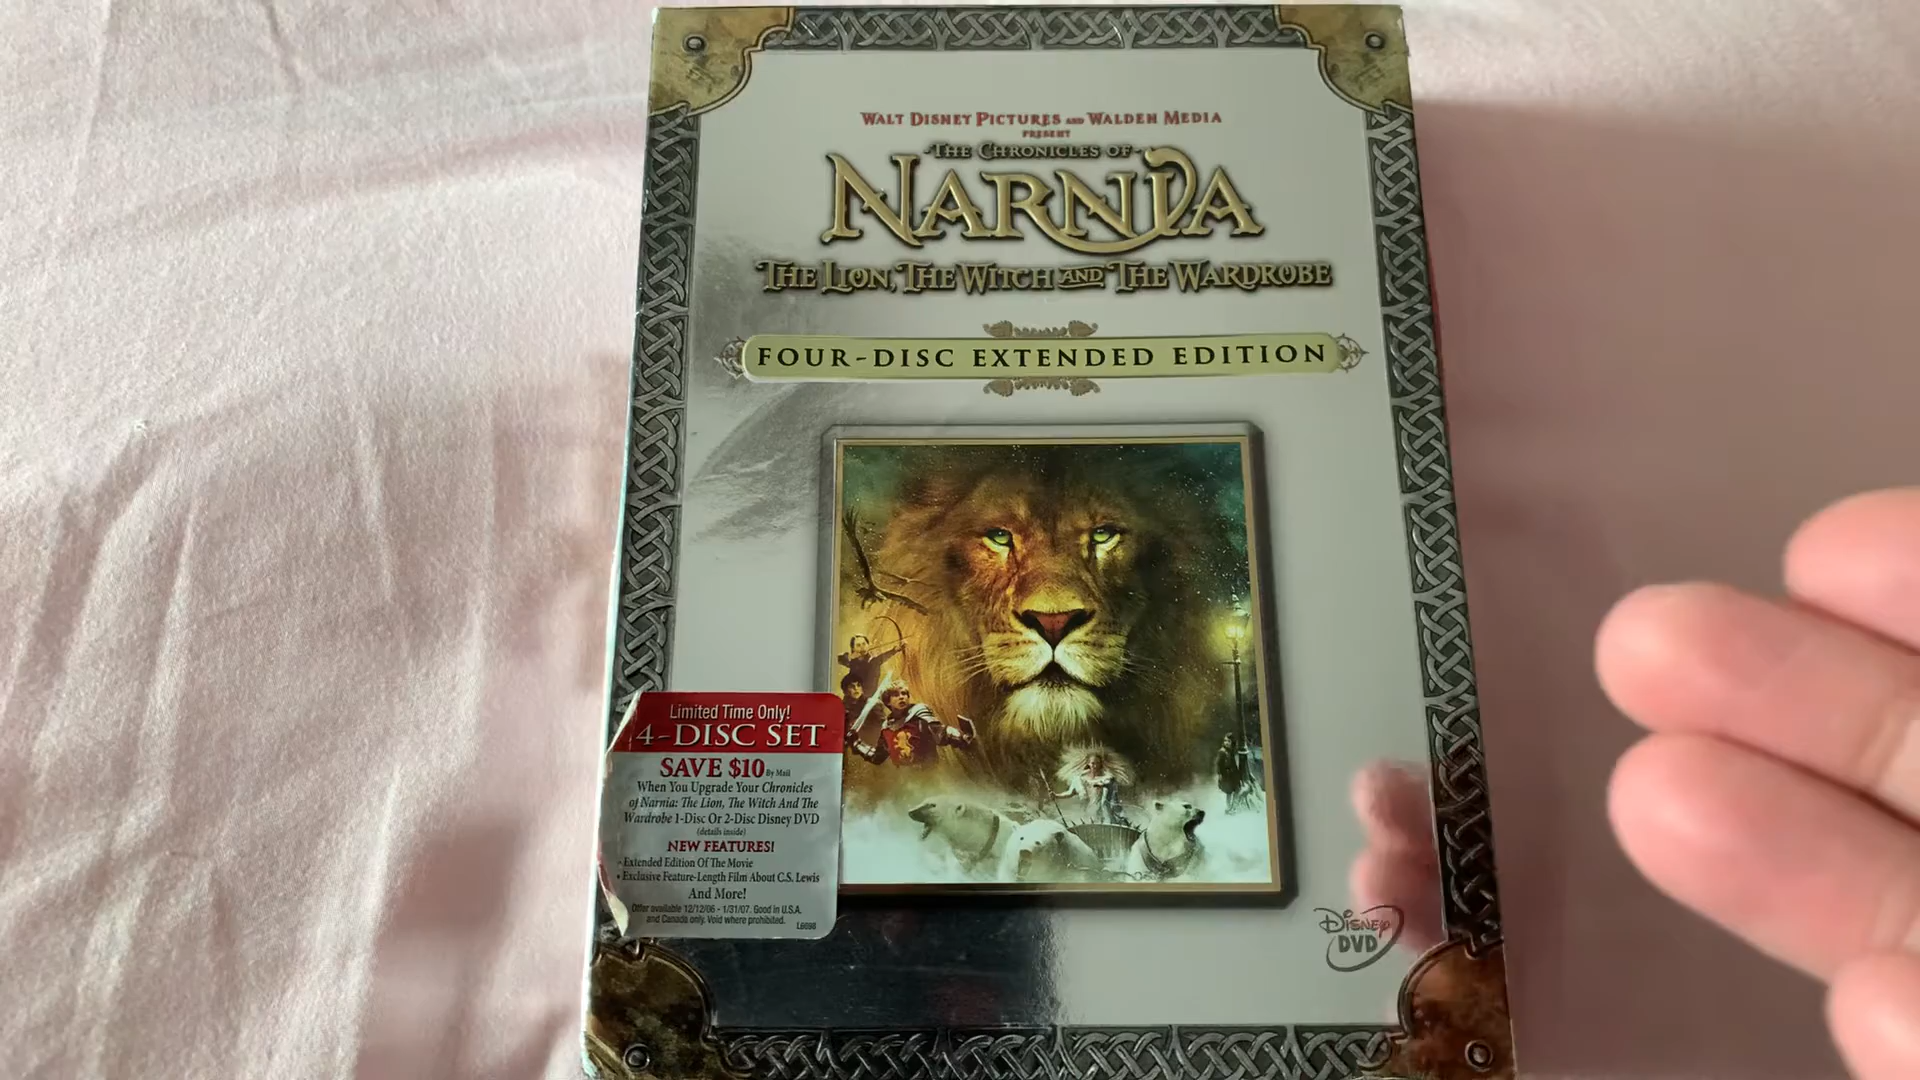 WALT DISNEY PICTURES AND WALDEN MEDIA
PRESENT
-THE CHRONICLES OF-
NARNIA
THE LION, THE WITCH AND THE WARDROBE
FOUR-DISC EXTENDED EDITION
Limited Time Only!
4-DISC SET
SAVE $10 By Mail
When You Upgrade Your Chronicles
of Narnia: The Lion, The Witch And The
Wardrobe 1-Disc Or 2-Disc Disney DVD
(details inside)
NEW FEATURES!
• Extended Edition Of The Movie
• Exclusive Feature-Length Film About C.S. Lewis
And More!
Offer available 12/12/06 - 1/31/07. Good in U.S.A.
and Canada only. Void where prohibited.
L8698
DISNEY
DVD